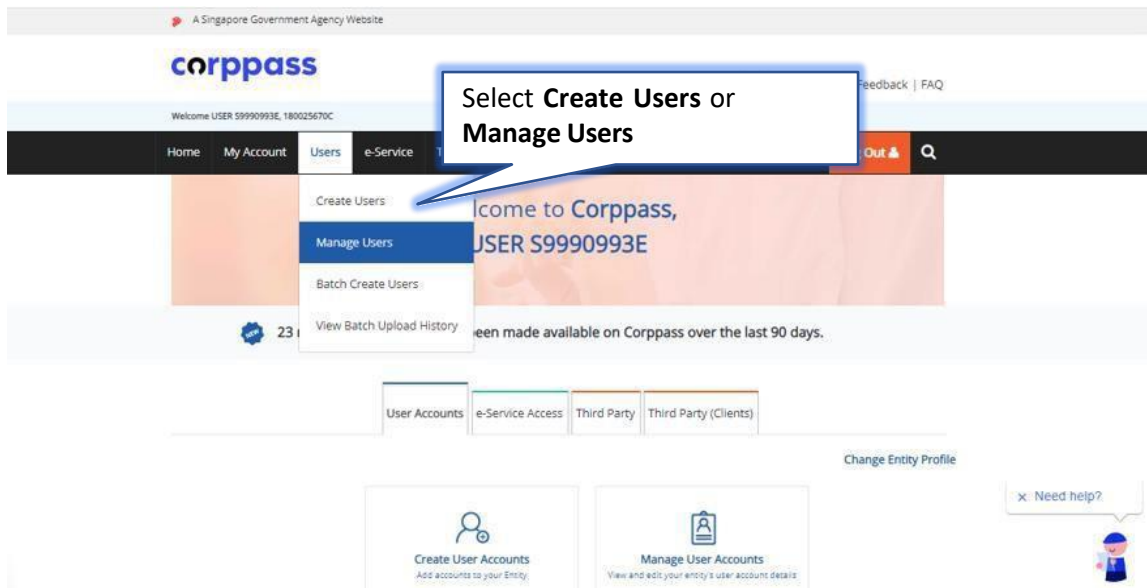 A Singapore Government Agency Website
corppass
Select Create Users or
Manage Users
Feedback | FAQ
Welcome USER S9990993E, 180025670C
Home My Account Users e-Service T Out
Create Users
Manage Users
Batch Create Users
View Batch Upload History
lcome to Corppass,
USER S9990993E
NEW 23 een made available on Corppass over the last 90 days.
User Accounts e-Service Access Third Party Third Party (Clients)
Change Entity Profile
× Need help?
Create User Accounts
Add accounts to your Entity
Manage User Accounts
View and edit your entity's user account details